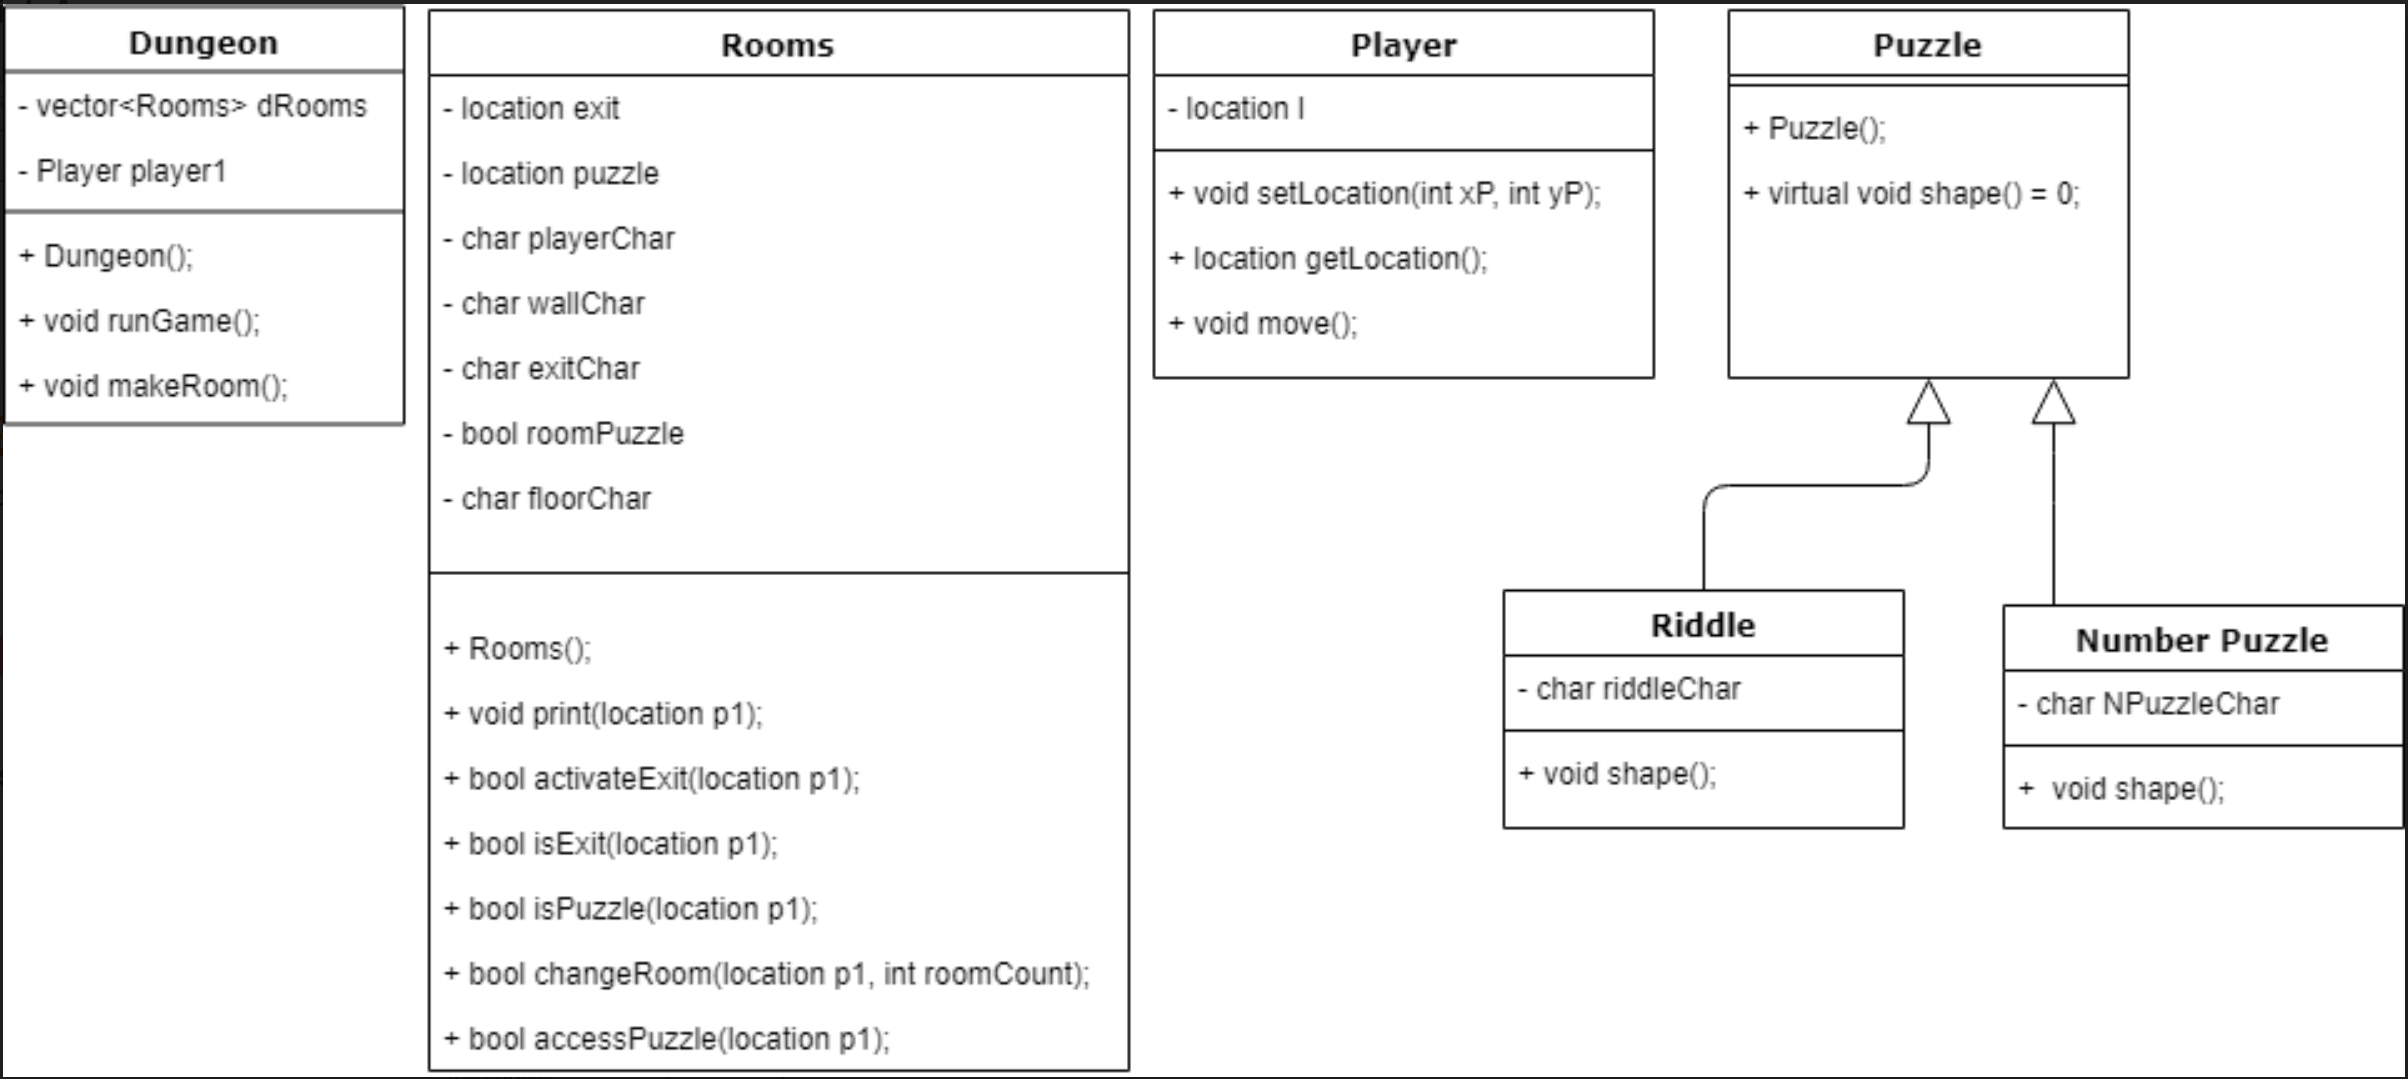 Dungeon
- vector<Rooms> dRooms
- Player player1
+ Dungeon();
+ void runGame();
+ void makeRoom();
Rooms
- location exit
- location puzzle
- char playerChar
- char wallChar
- char exitChar
- bool roomPuzzle
- char floorChar
+ Rooms();
+ void print(location p1);
+ bool activateExit(location p1);
+ bool isExit(location p1);
+ bool isPuzzle(location p1);
+ bool changeRoom(location p1, int roomCount);
+ bool accessPuzzle(location p1);
Player
- location l
+ void setLocation(int xP, int yP);
+ location getLocation();
+ void move();
Puzzle
+ Puzzle();
+ virtual void shape() = 0;
Riddle
- char riddleChar
+ void shape();
Number Puzzle
- char NPuzzleChar
+  void shape();